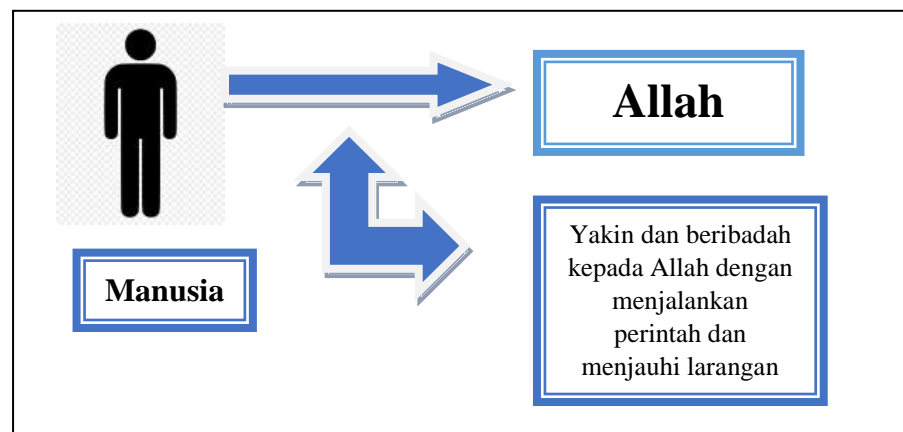 Allah
Manusia
Yakin dan beribadah
kepada Allah dengan
menjalankan
perintah dan
menjauhi larangan